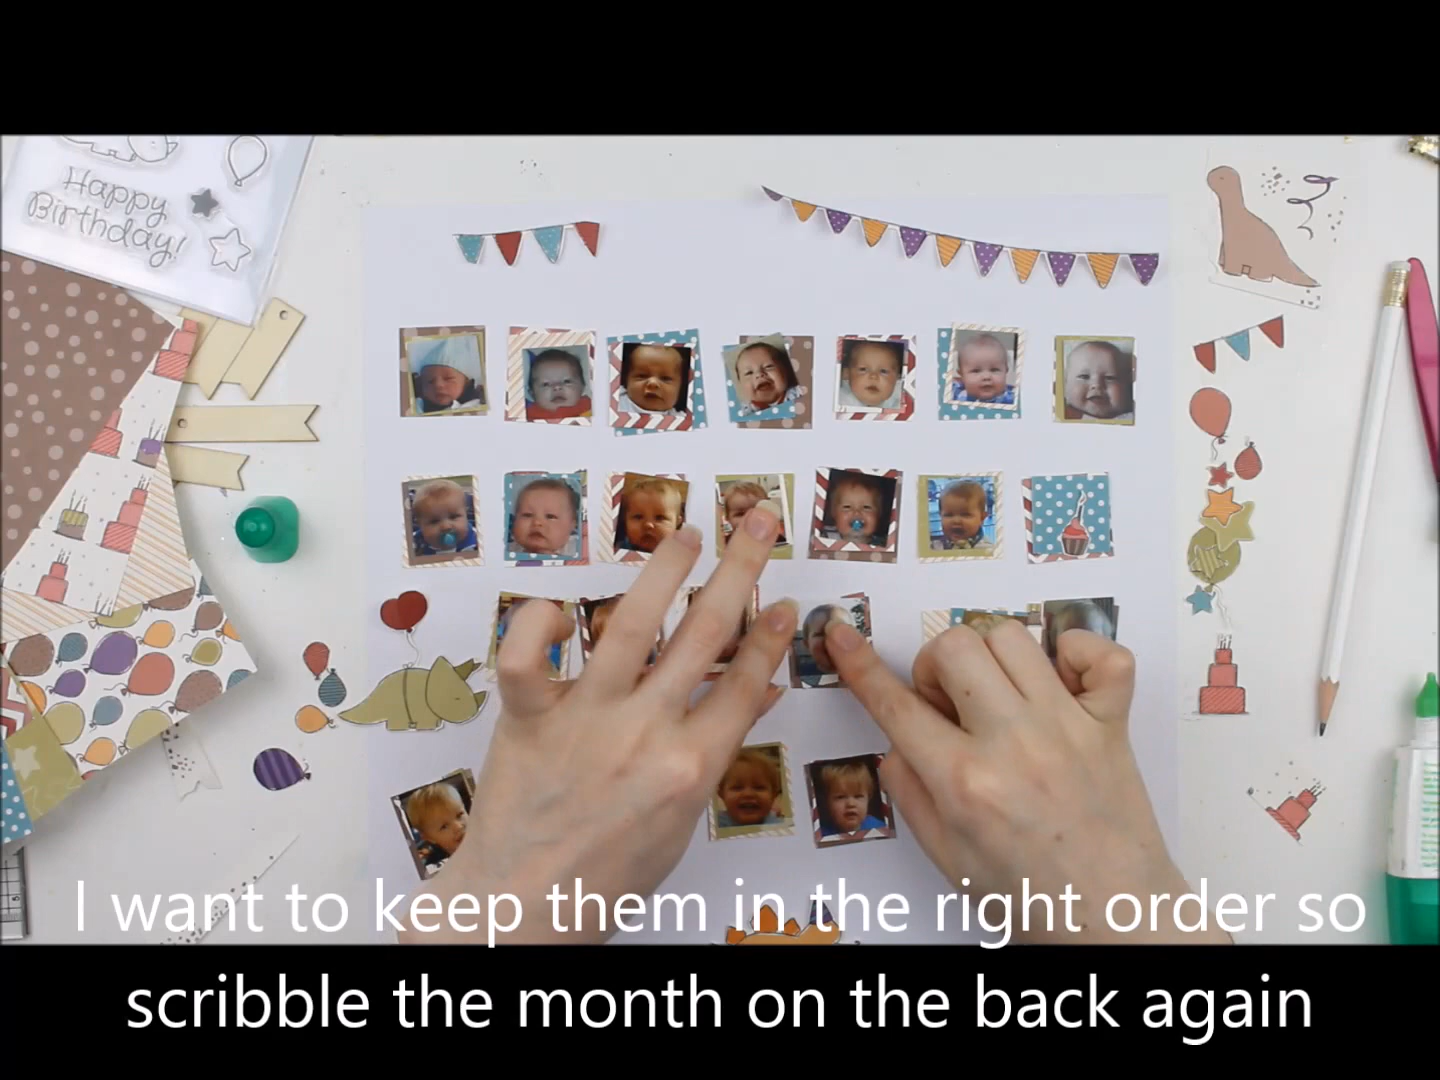 Happy
Birthday!
I want to keep them in the right order so
scribble the month on the back again